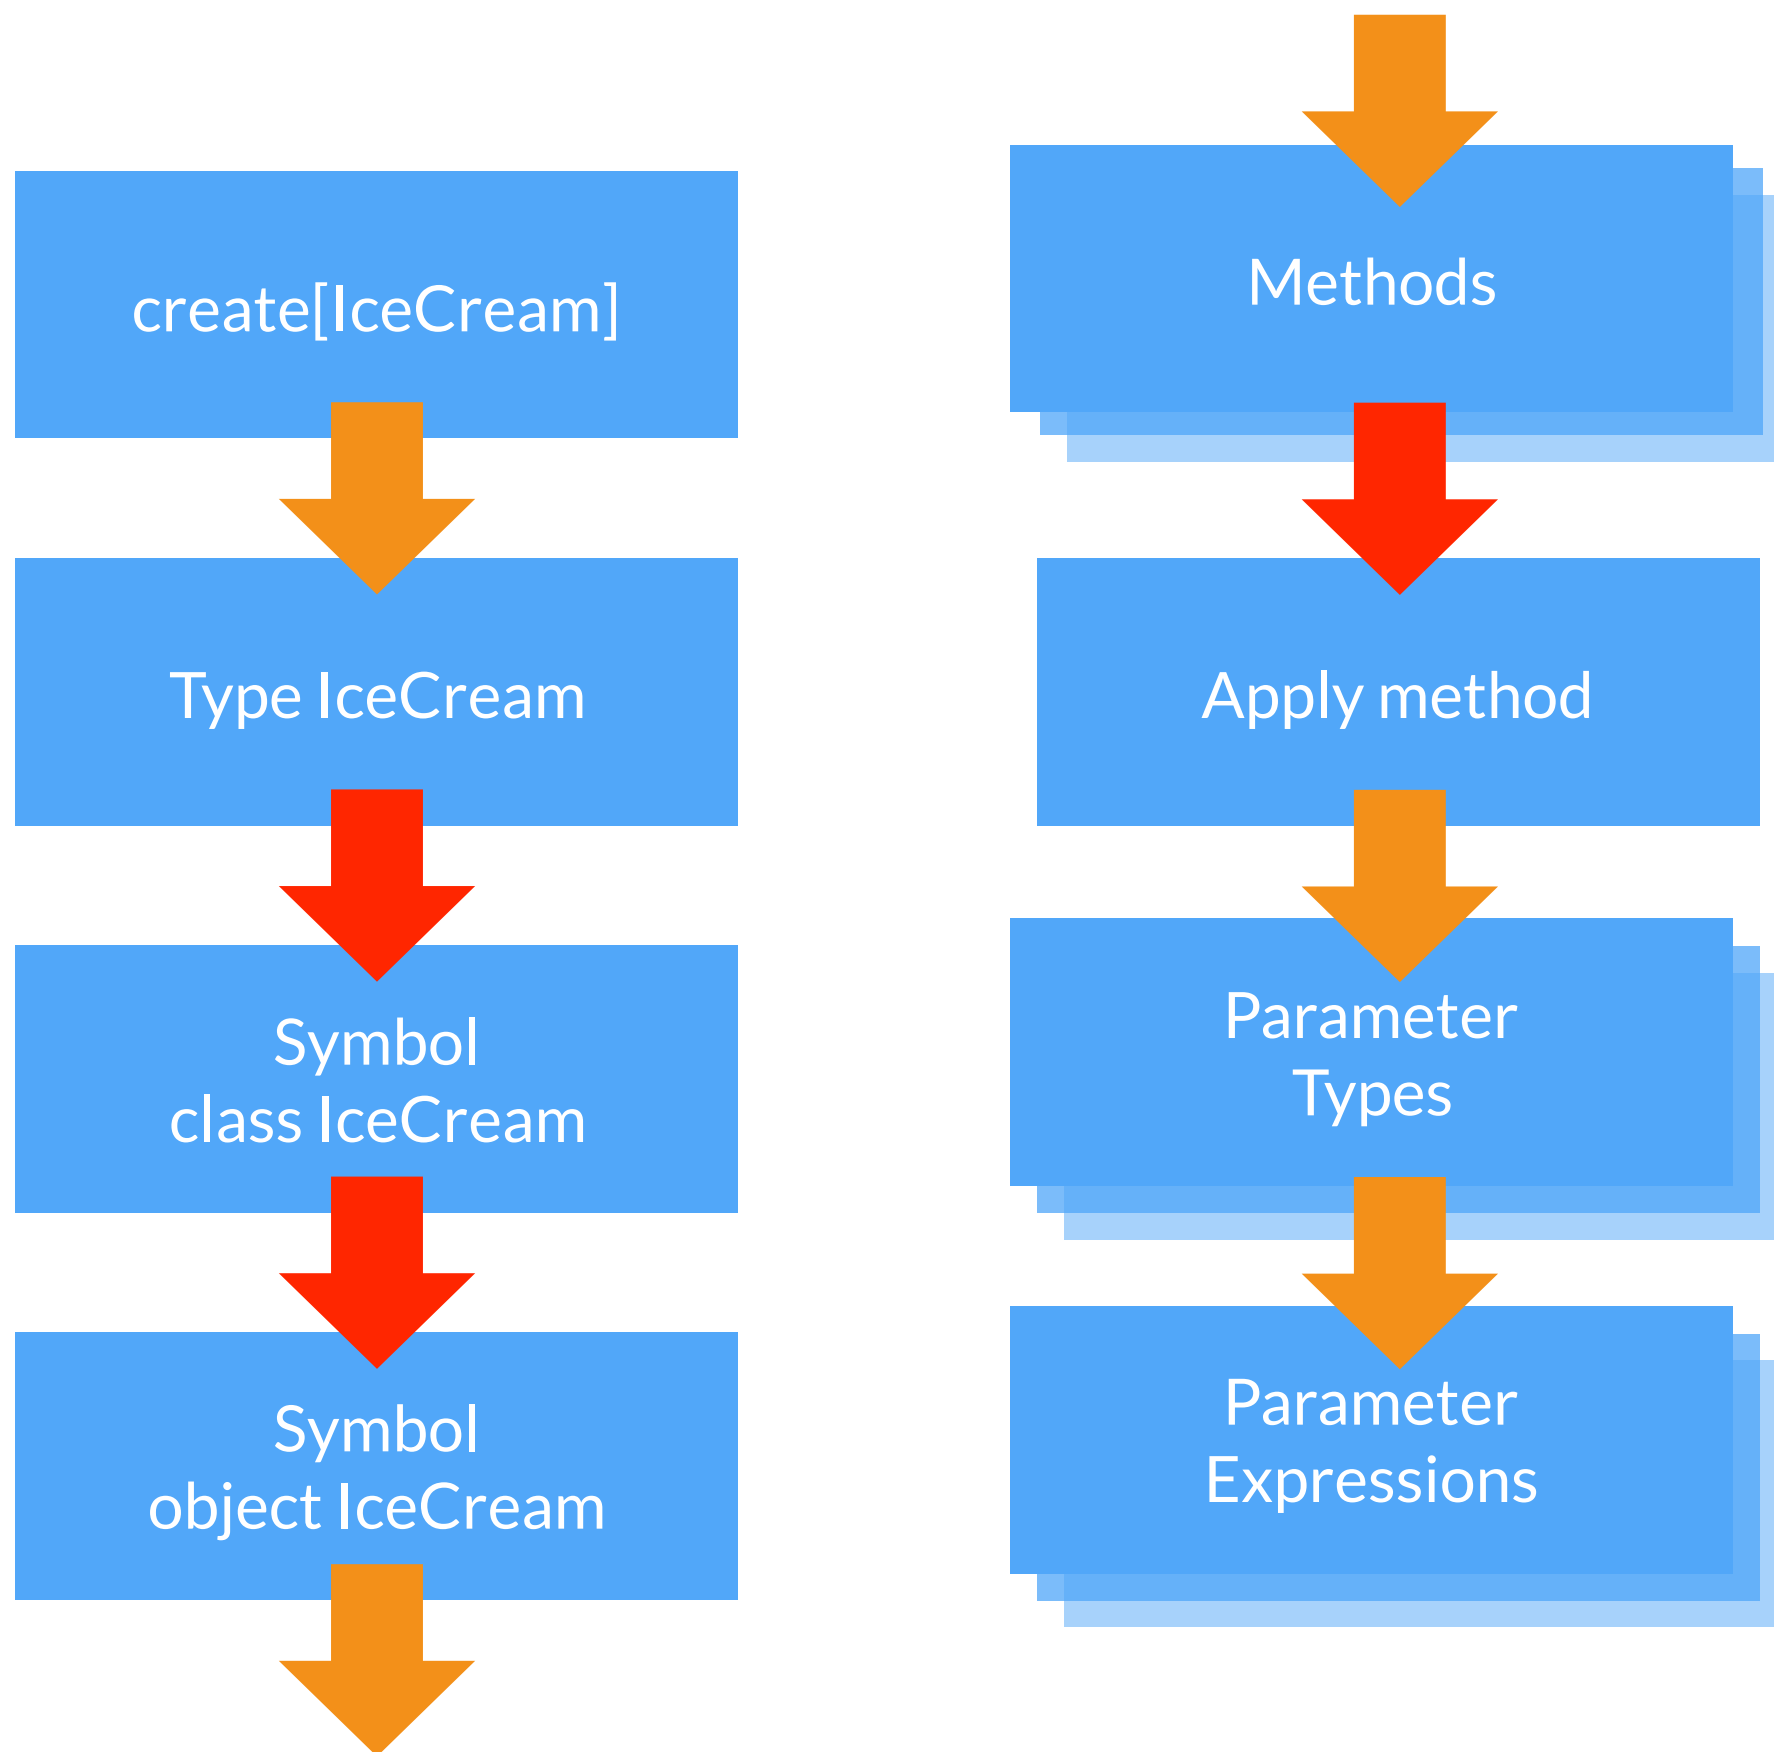 create[IceCream]
Type IceCream
Symbol
class IceCream
Symbol
object IceCream
Methods
Apply method
Parameter
Types
Parameter
Expressions